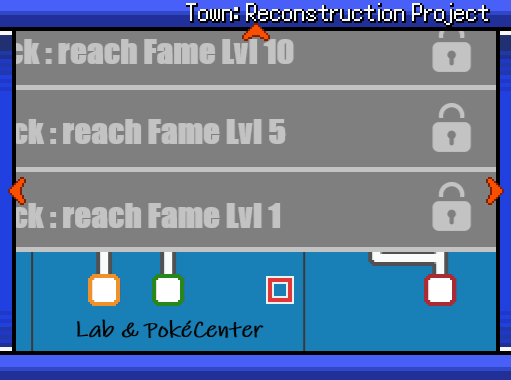 Town: Reconstruction Project
ck : reach Fame Lvl 10
ck : reach Fame Lvl 5
ck : reach Fame Lvl 1
Lab & PokéCenter